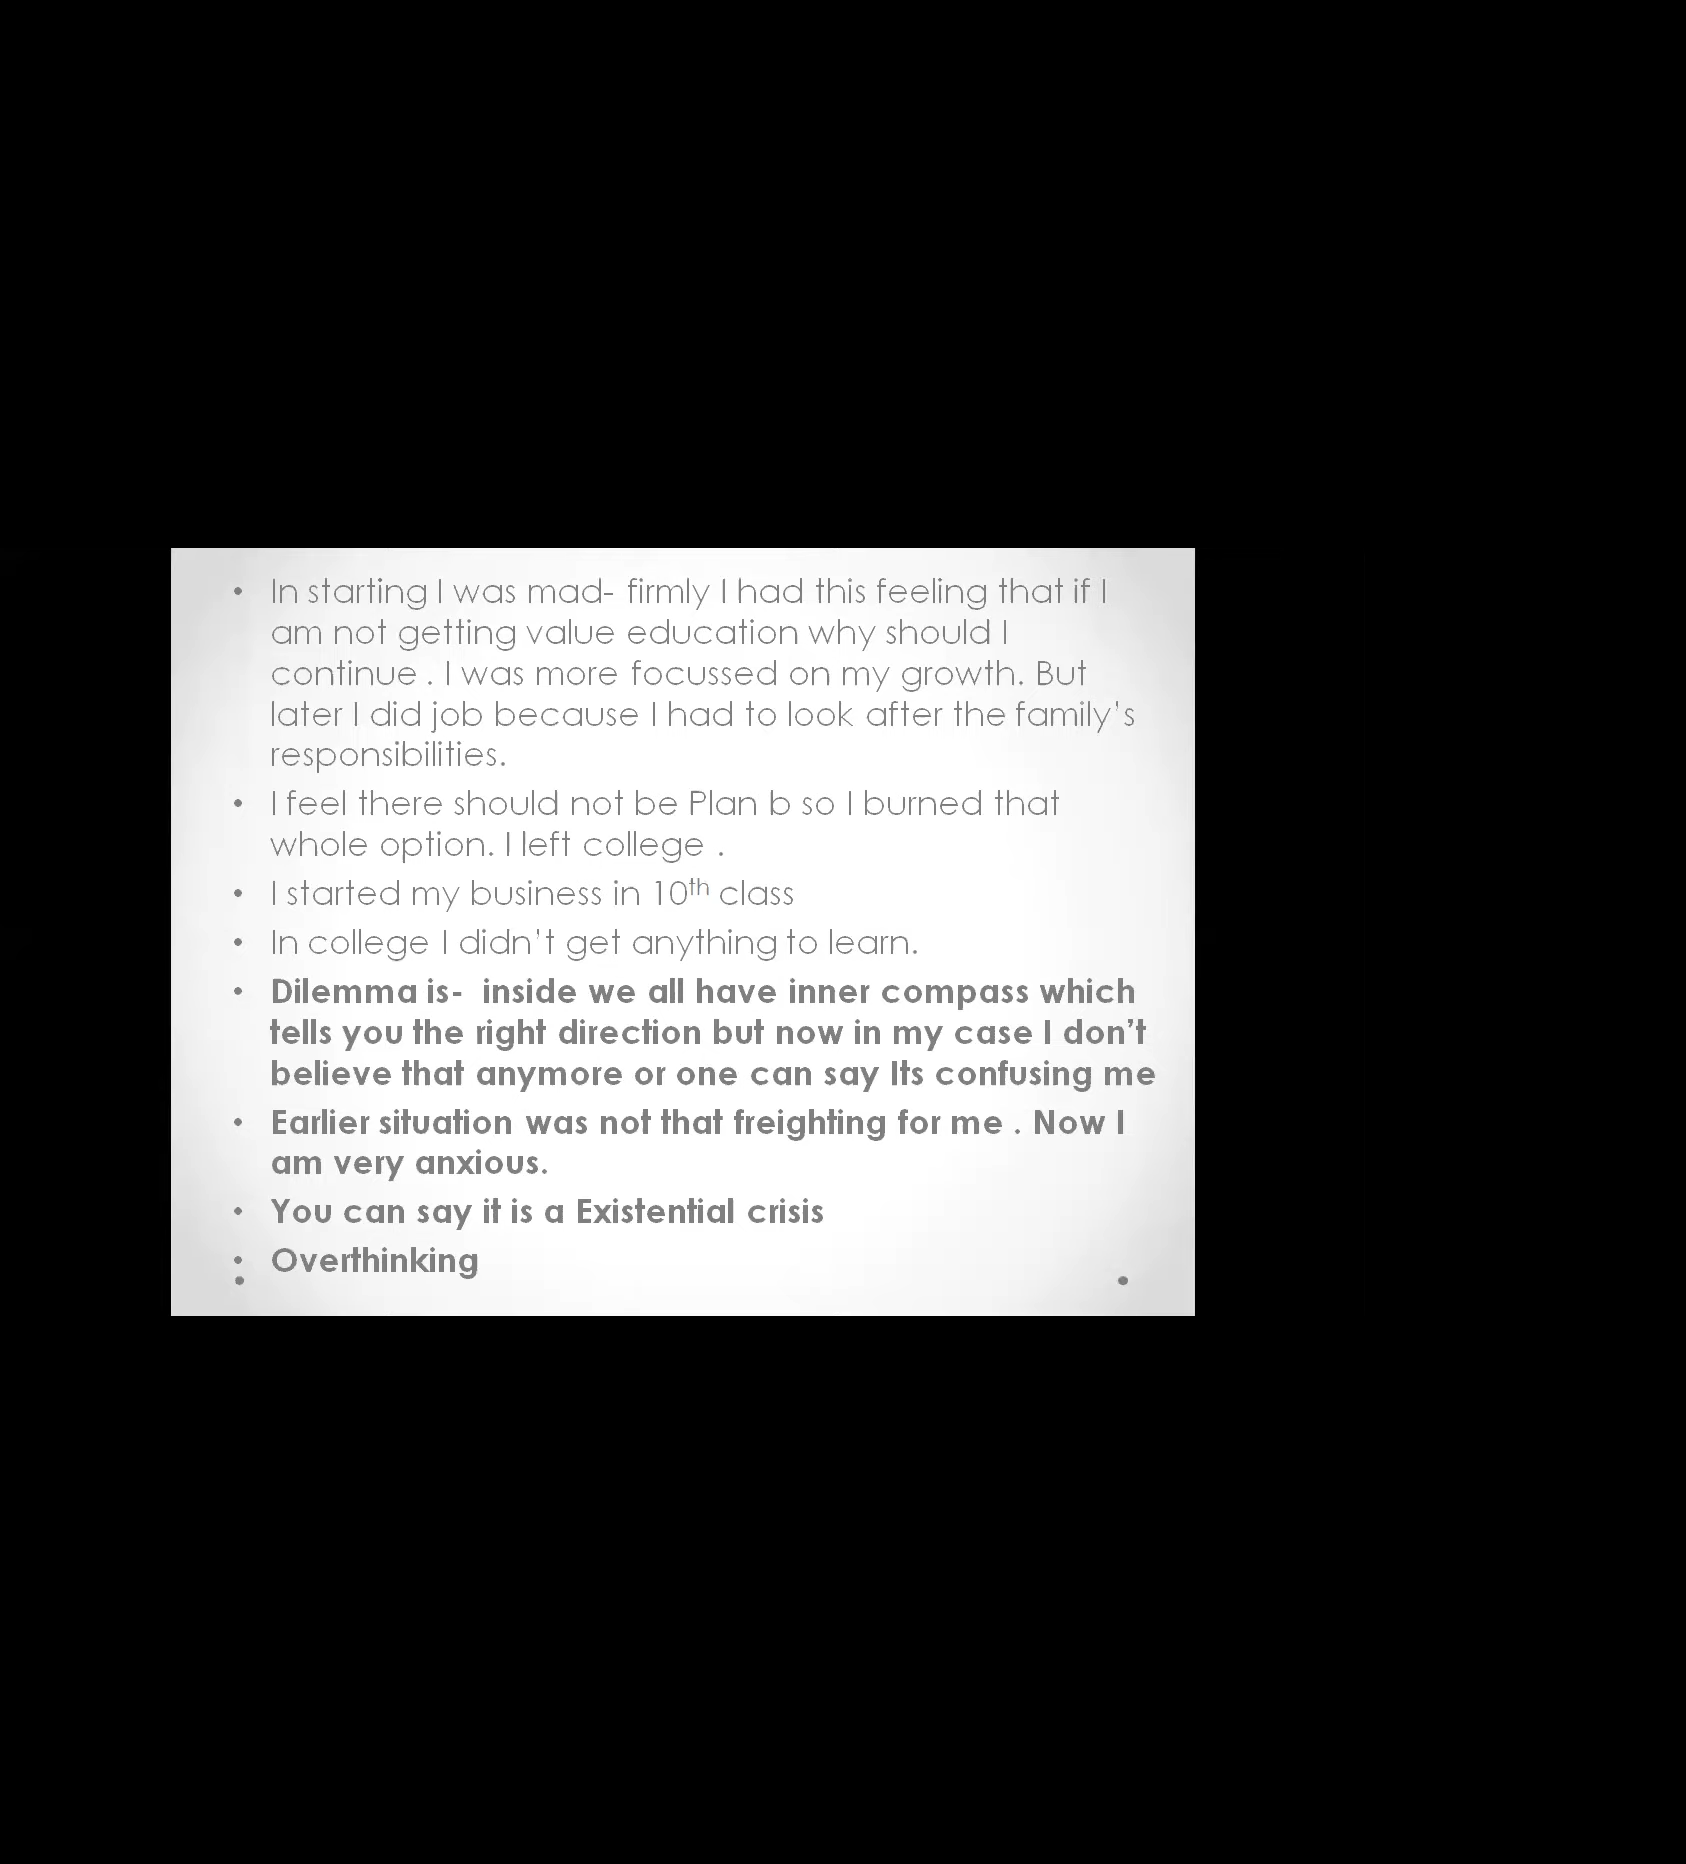 • In starting I was mad- firmly I had this feeling that if I
am not getting value education why should I
continue . I was more focussed on my growth. But
later I did job because I had to look after the family's
responsibilities.
• I feel there should not be Plan b so I burned that
whole option. I left college .
• I started my business in 10th class
• In college I didn't get anything to learn.
• Dilemma is- inside we all have inner compass which
tells you the right direction but now in my case I don't
believe that anymore or one can say Its confusing me
• Earlier situation was not that freighting for me . Now I
am very anxious.
• You can say it is a Existential crisis
• Overthinking